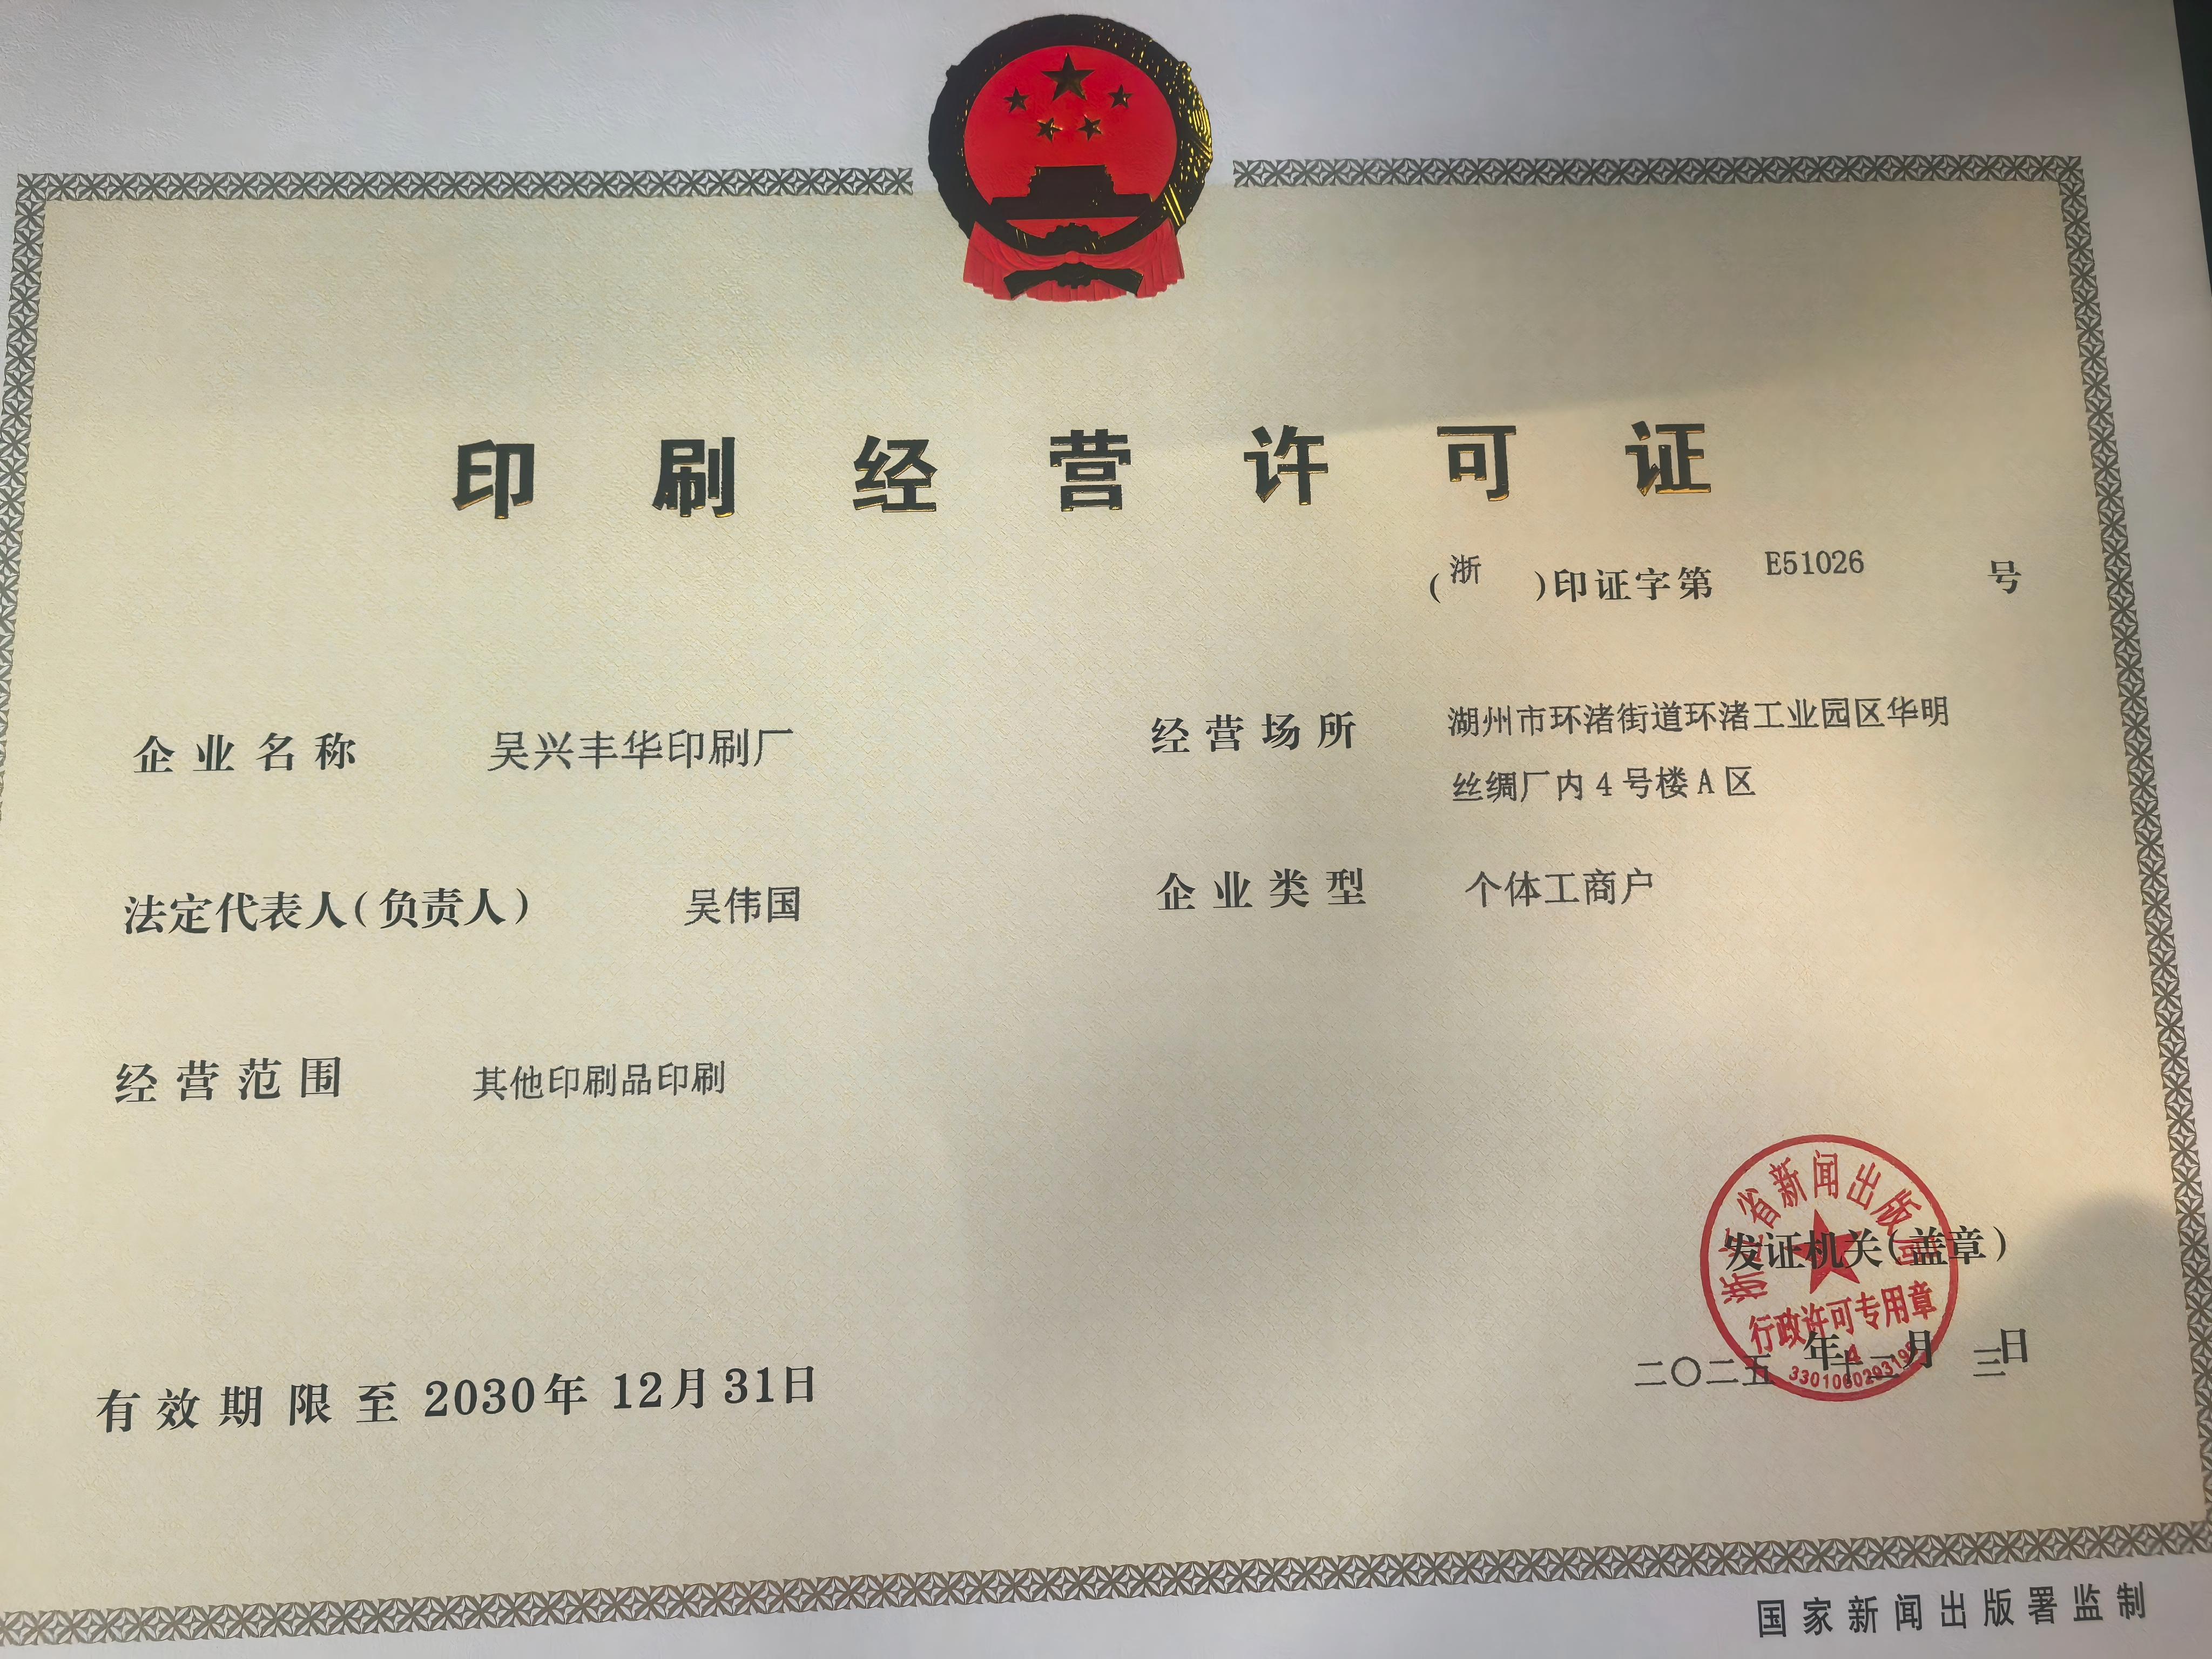 印刷经营许可证
(浙)印证字第 E51026 号
企业名称 吴兴丰华印刷厂
经营场所 湖州市环渚街道环渚工业园区华明
丝绸厂内4号楼A区
法定代表人(负责人) 吴伟国
企业类型 个体工商户
经营范围 其他印刷品印刷
浙江省新闻出版局
发证机关(盖章)
行政许可专用章
二〇二五年十二月三日
有效期限至2030年12月31日
国家新闻出版署监制